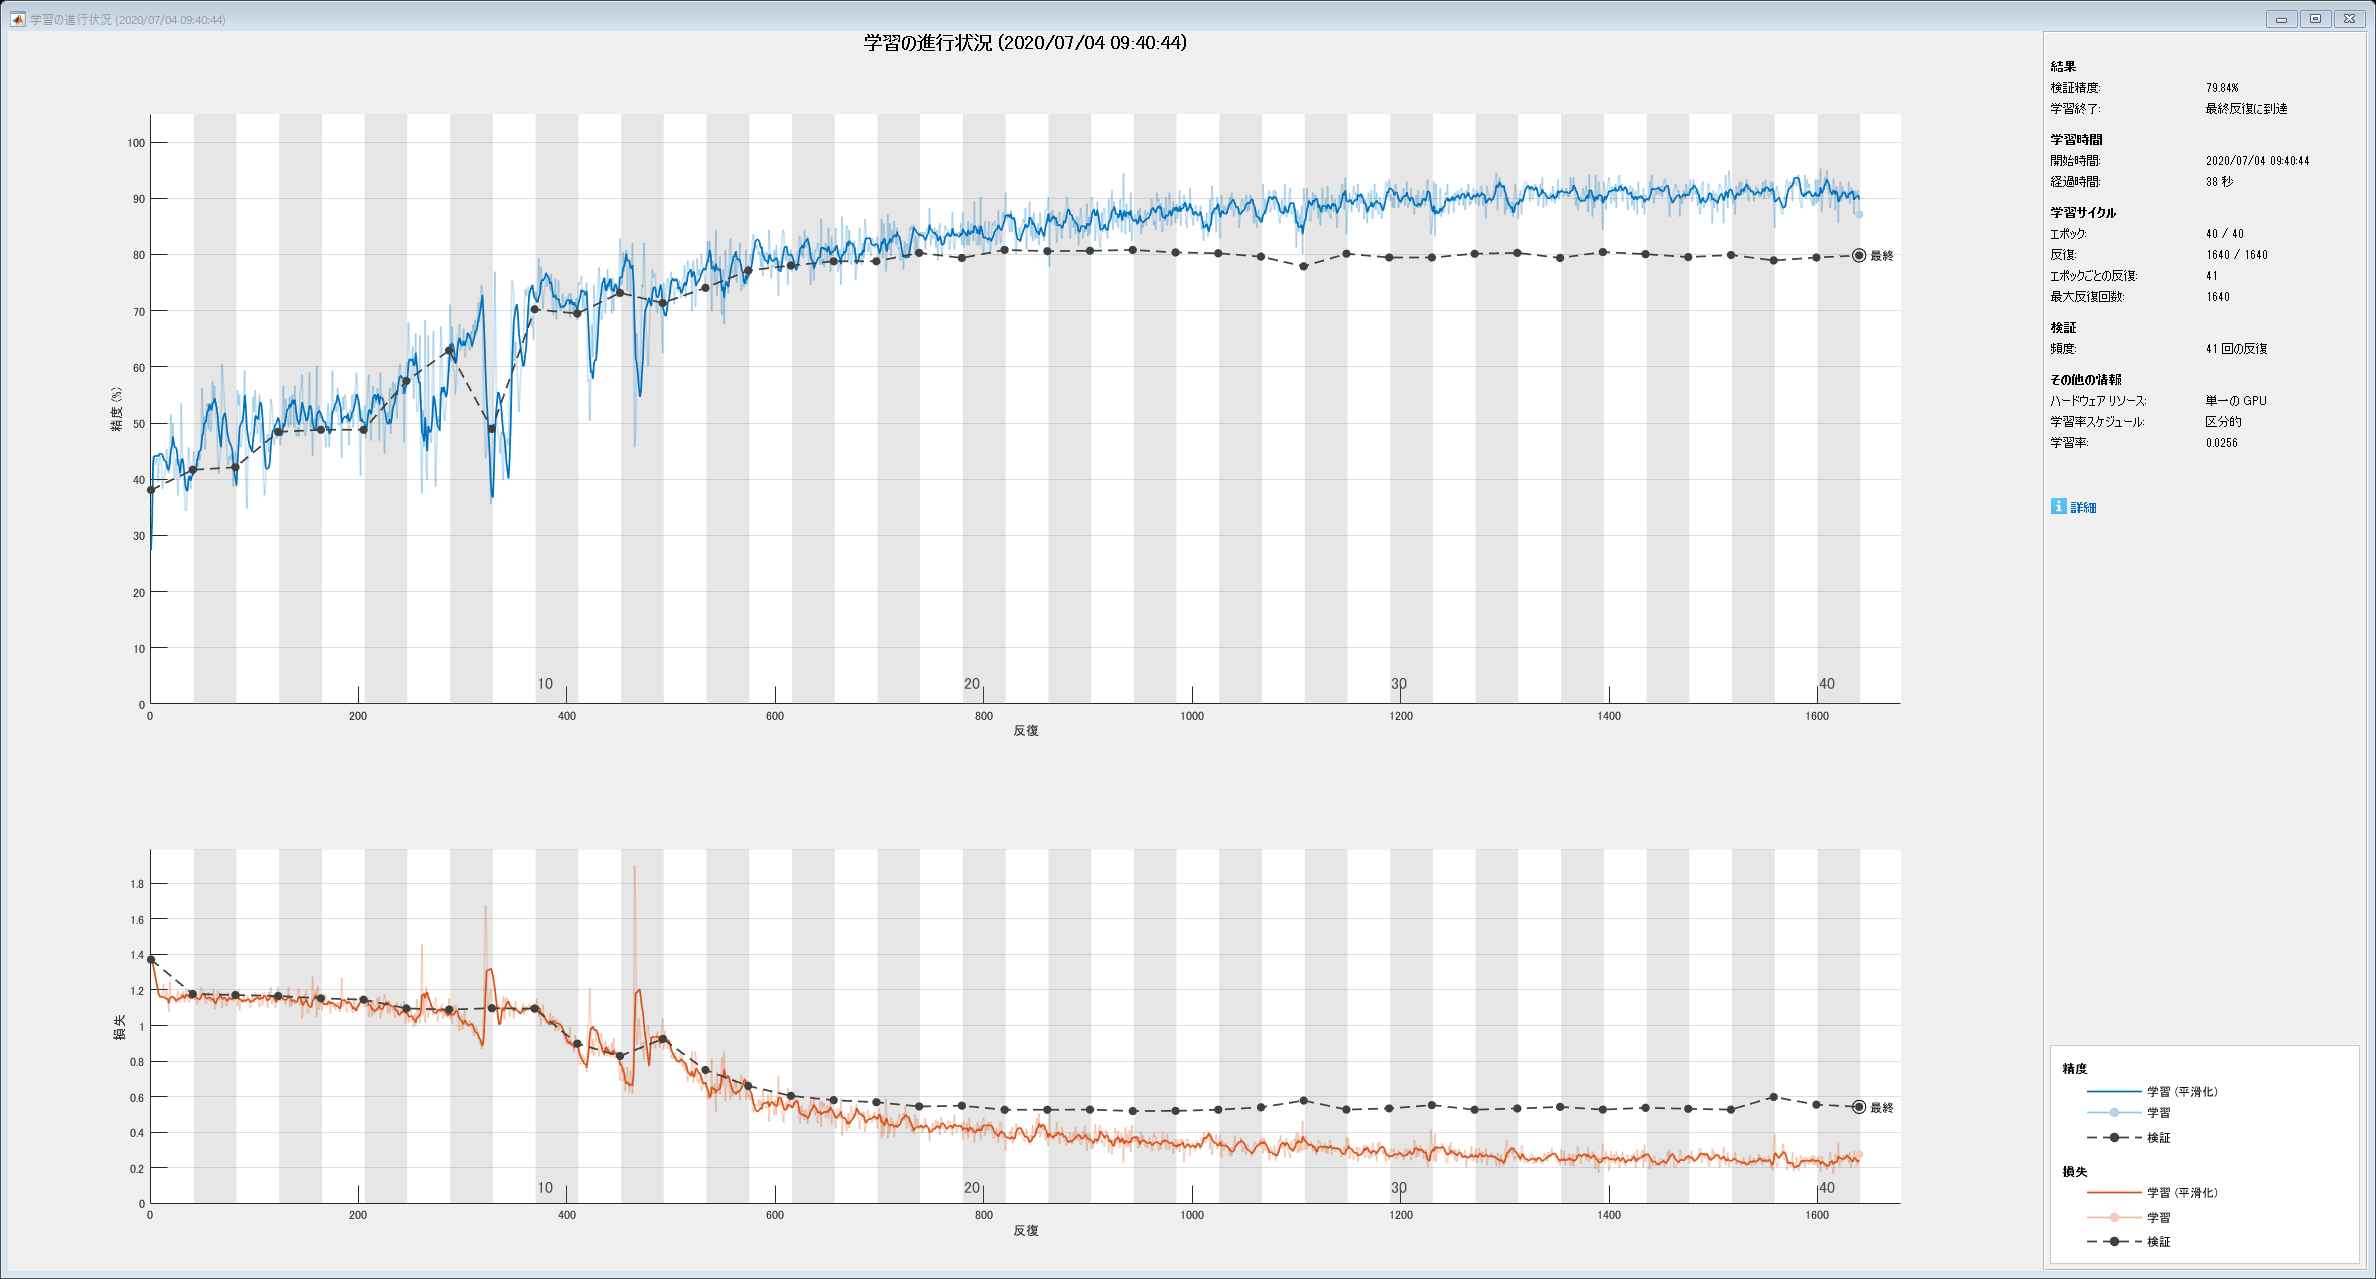 学習の進行状況 (2020/07/04 09:40:44)
学習の進行状況 (2020/07/04 09:40:44)
100
90
80
70
60
50
40
30
20
10
0
精度 (%)
最終
10
20
30
40
0
200
400
600
800
1000
1200
1400
1600
反復
1.8
1.6
1.4
1.2
1
0.8
0.6
0.4
0.2
0
損失
最終
10
20
30
40
0
200
400
600
800
1000
1200
1400
1600
反復
結果
検証精度: 79.84%
学習終了: 最終反復に到達
学習時間
開始時間: 2020/07/04 09:40:44
経過時間: 38 秒
学習サイクル
エポック: 40 / 40
反復: 1640 / 1640
エポックごとの反復: 41
最大反復回数: 1640
検証
頻度: 41 回の反復
その他の情報
ハードウェア リソース: 単一の GPU
学習率スケジュール: 区分的
学習率: 0.0256
i 詳細
精度
学習 (平滑化)
学習
検証
損失
学習 (平滑化)
学習
検証